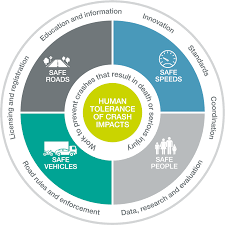 Education and information
Innovation
Standards
Coordination
Data, research and evaluation
Road rules and enforcement
Licensing and registration
SAFE
ROADS
SAFE
SPEEDS
Work to prevent crashes that result in death or serious injury
HUMAN
TOLERANCE
OF CRASH
IMPACTS
SAFE
VEHICLES
SAFE
PEOPLE